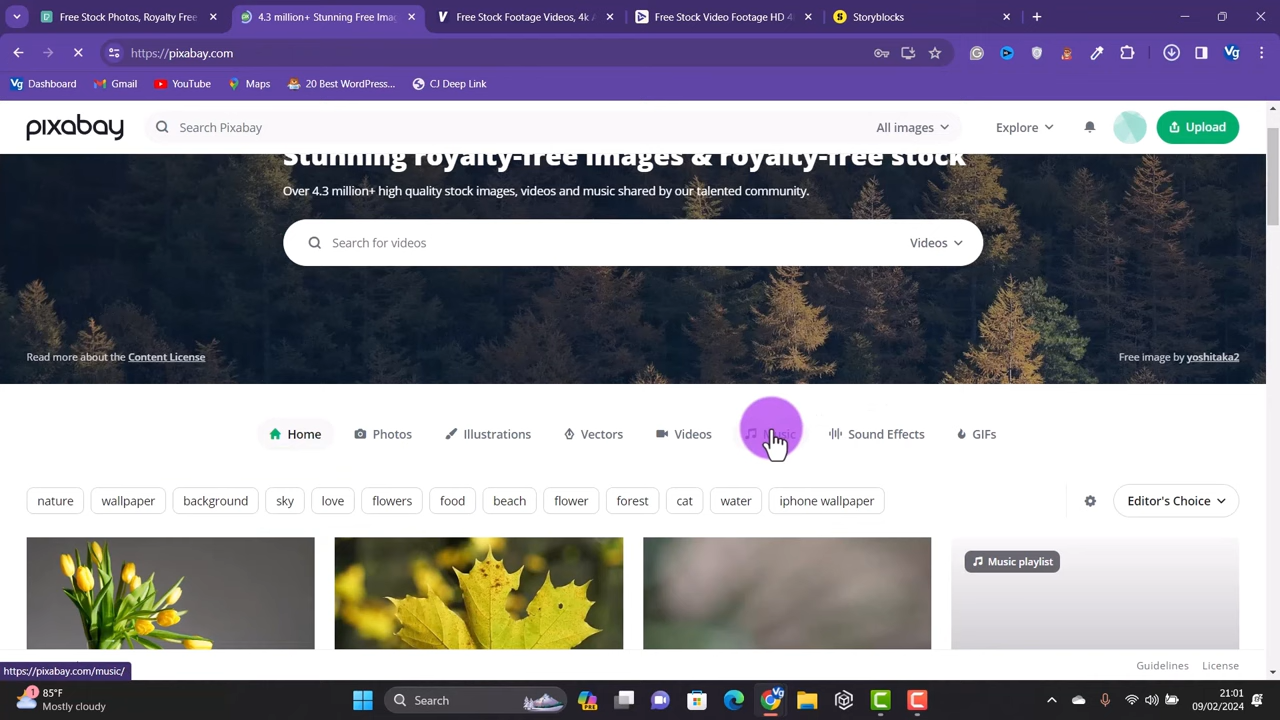 Free Stock Photos, Royalty Free
4.3 million+ Stunning Free Ima
Free Stock Footage Videos, 4k
Free Stock Video Footage HD 4
Storyblocks
https://pixabay.com
Dashboard
Gmail
YouTube
Maps
20 Best WordPress...
CJ Deep Link
pixabay
Search Pixabay
All images
Explore
Upload
Stunning royalty-free images & royalty-free stock
Over 4.3 million+ high quality stock images, videos and music shared by our talented community.
Search for videos
Videos
Read more about the Content License
Free image by yoshitaka2
Home
Photos
Illustrations
Vectors
Videos
Music
Sound Effects
GIFs
nature
wallpaper
background
sky
love
flowers
food
beach
flower
forest
cat
water
iphone wallpaper
Editor's Choice
Music playlist
https://pixabay.com/music/
Guidelines
License
1
85°F
Mostly cloudy
Search
PRE
Vg
21:01
09/02/2024